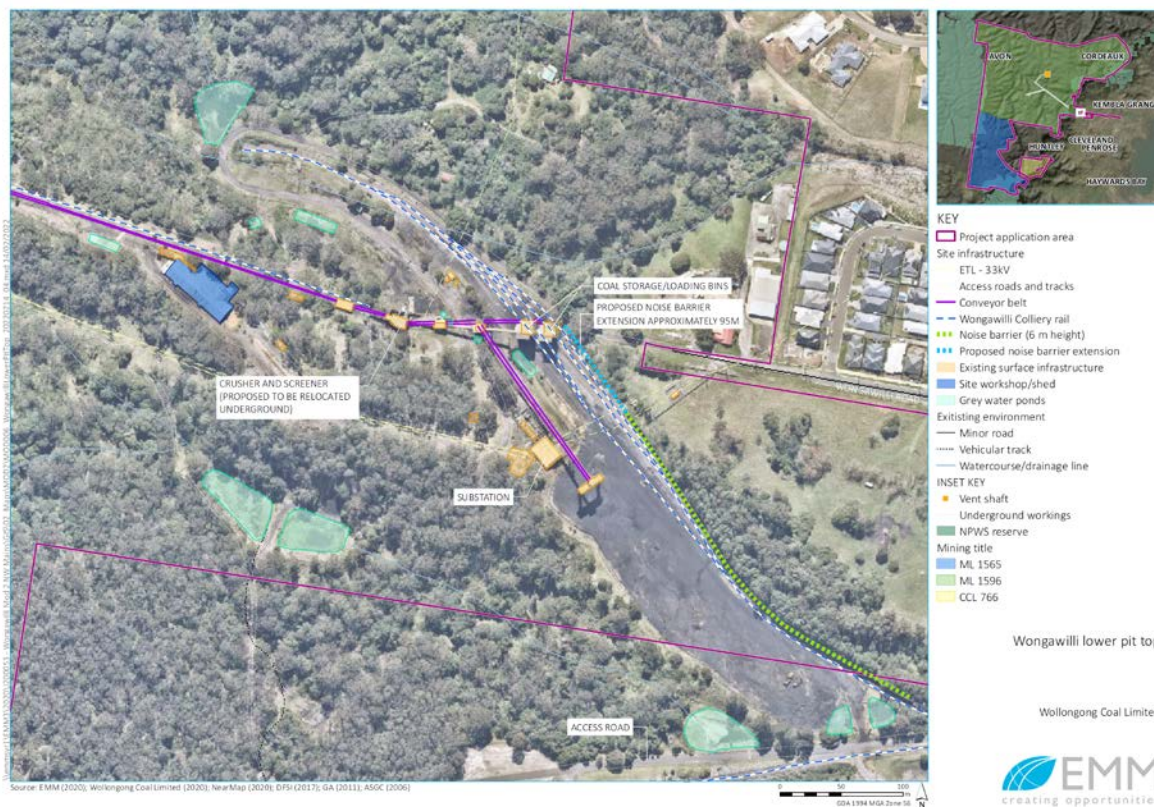 AVON
CORDEAUX
KEMBLA GRANG
CLEVELAND
HUNTLEY
PENROSE
HAYWARDS BAY
COAL STORAGE/LOADING BINS
PROPOSED NOISE BARRIER
EXTENSION APPROXIMATELY 95M
CRUSHER AND SCREENER
(PROPOSED TO BE RELOCATED
UNDERGROUND)
WONGAWILLI ROAD
SUBSTATION
ACCESS ROAD
KEY
Project application area
Site infrastructure
ETL - 33kV
Access roads and tracks
Conveyor belt
Wongawilli Colliery rail
Noise barrier (6 m height)
Proposed noise barrier extension
Existing surface infrastructure
Site workshop/shed
Grey water ponds
Exitisting environment
Minor road
Vehicular track
Watercourse/drainage line
INSET KEY
Vent shaft
Underground workings
NPWS reserve
Mining title
ML 1565
ML 1596
CCL 766
Wongawilli lower pit top
Wollongong Coal Limite
EMM
creating opportunities
Source: EMM (2020); Wollongong Coal Limited (2020); NearMap (2020); DFSI (2017); GA (2011); ASGC (2006)
0 50 100
m
GDA 1994 MGA Zone 56
N